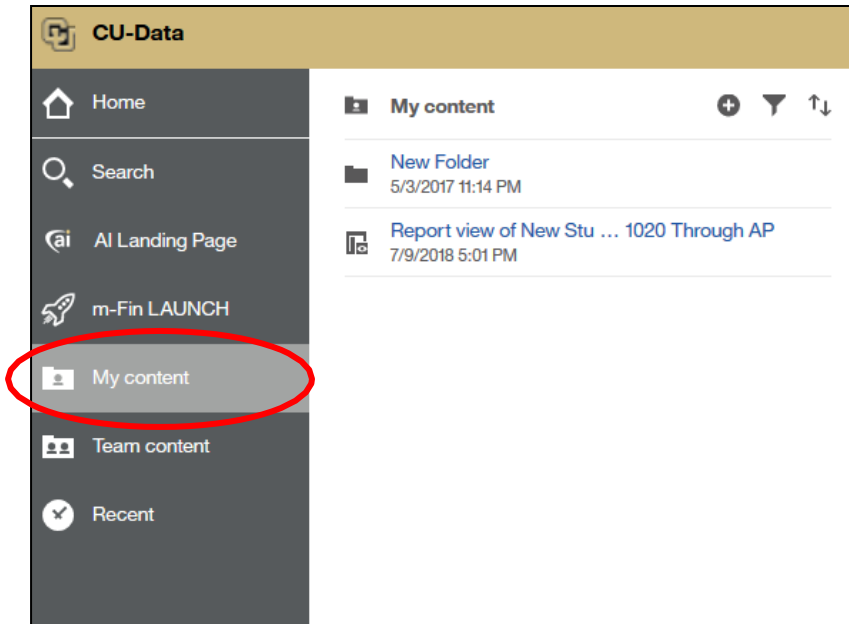 CU-Data
Home
Search
ai AI Landing Page
m-Fin LAUNCH
My content
Team content
Recent
My content
New Folder
5/3/2017 11:14 PM
Report view of New Stu … 1020 Through AP
7/9/2018 5:01 PM